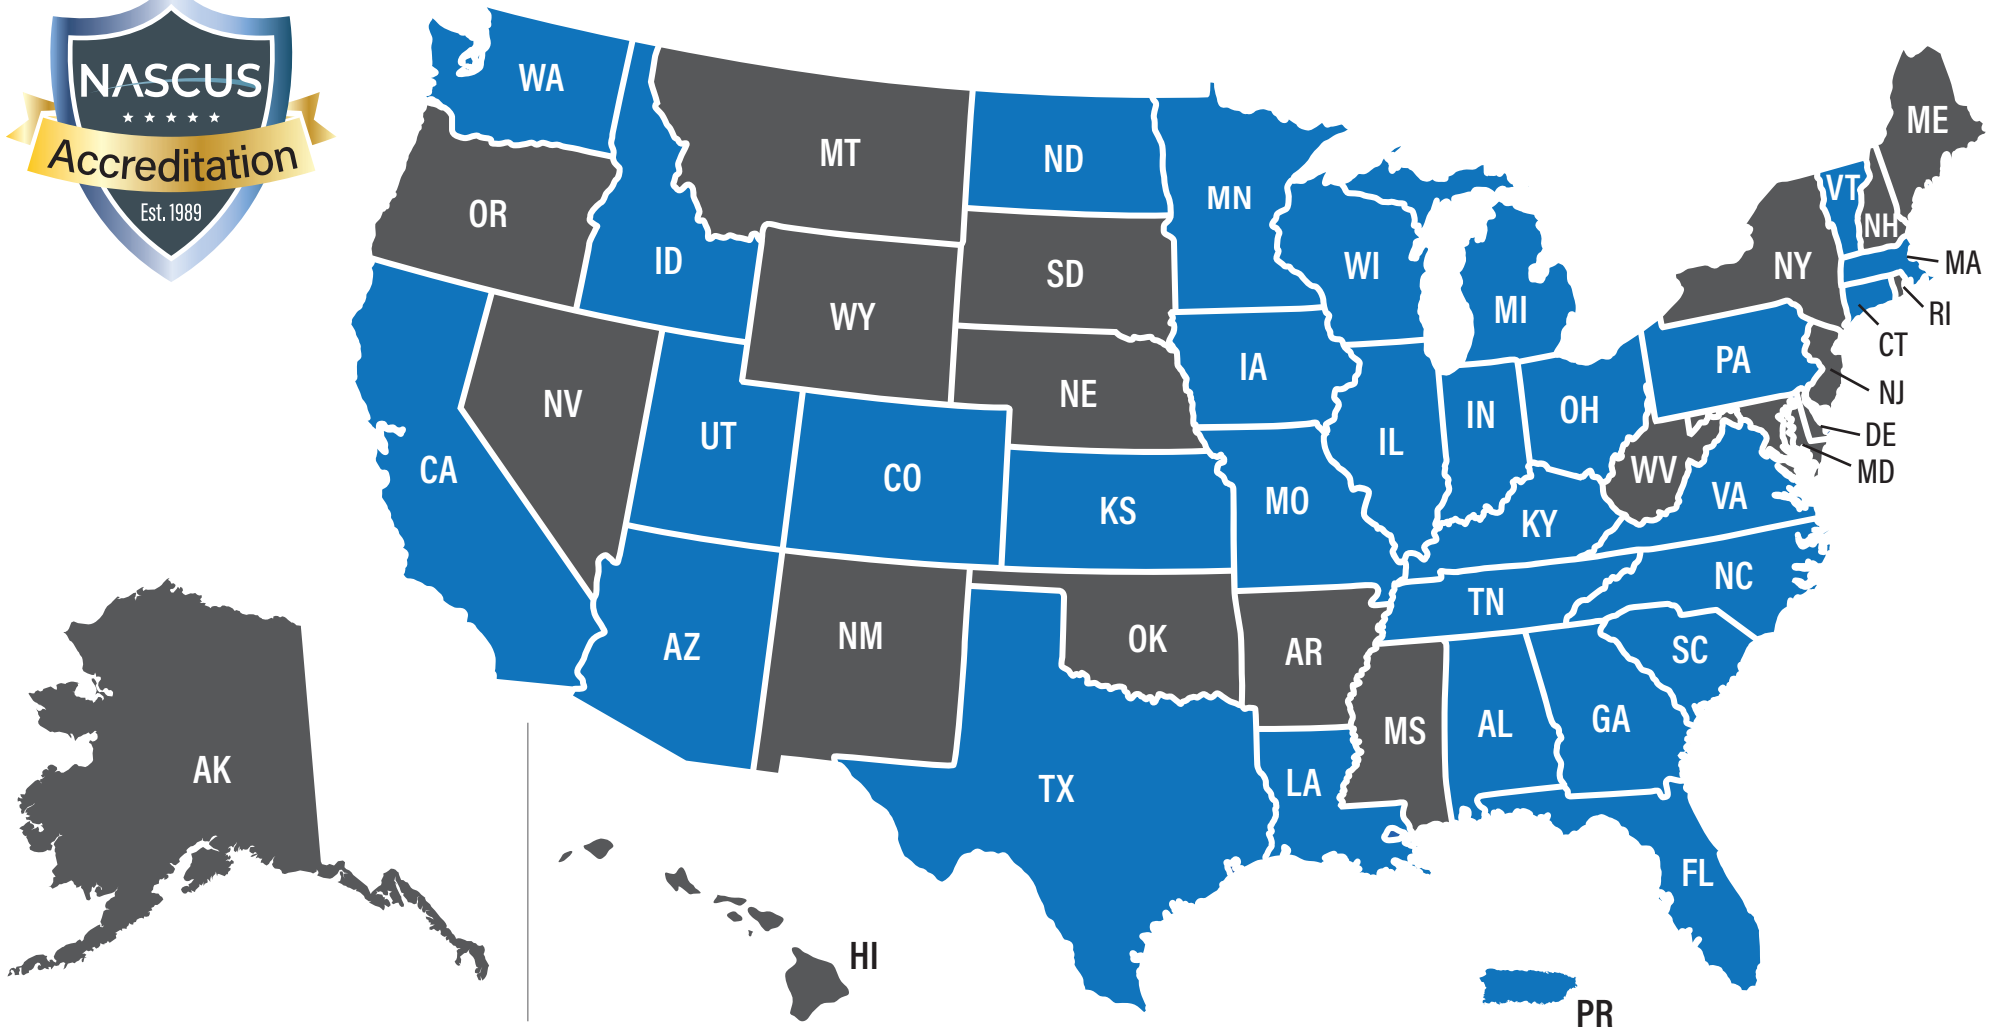 NASCUS
Accreditation
Est. 1989
WA
MT
ND
MN
ME
VT
NH
OR
ID
SD
WI
MI
NY
MA
RI
CT
WY
IA
PA
NJ
NV
NE
IN
OH
DE
MD
UT
CO
IL
WV
CA
KS
MO
KY
VA
NC
AZ
NM
OK
AR
TN
SC
MS
AL
GA
AK
TX
LA
FL
HI
PR